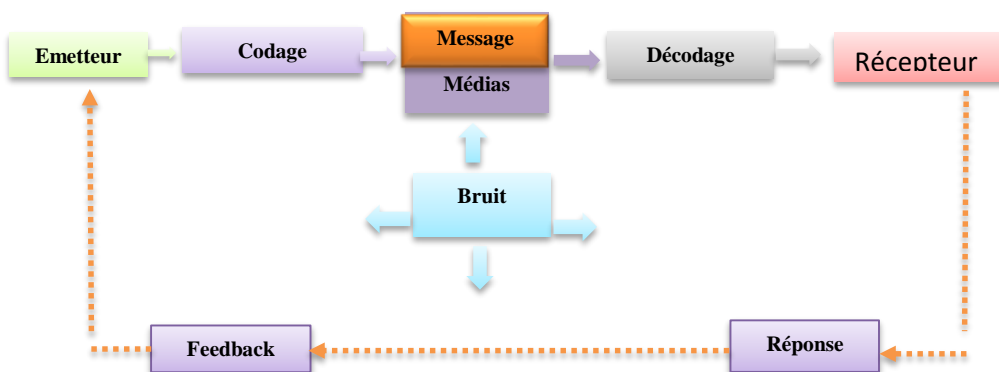 Emetteur
Codage
Message
Médias
Décodage
Récepteur
Bruit
Feedback
Réponse